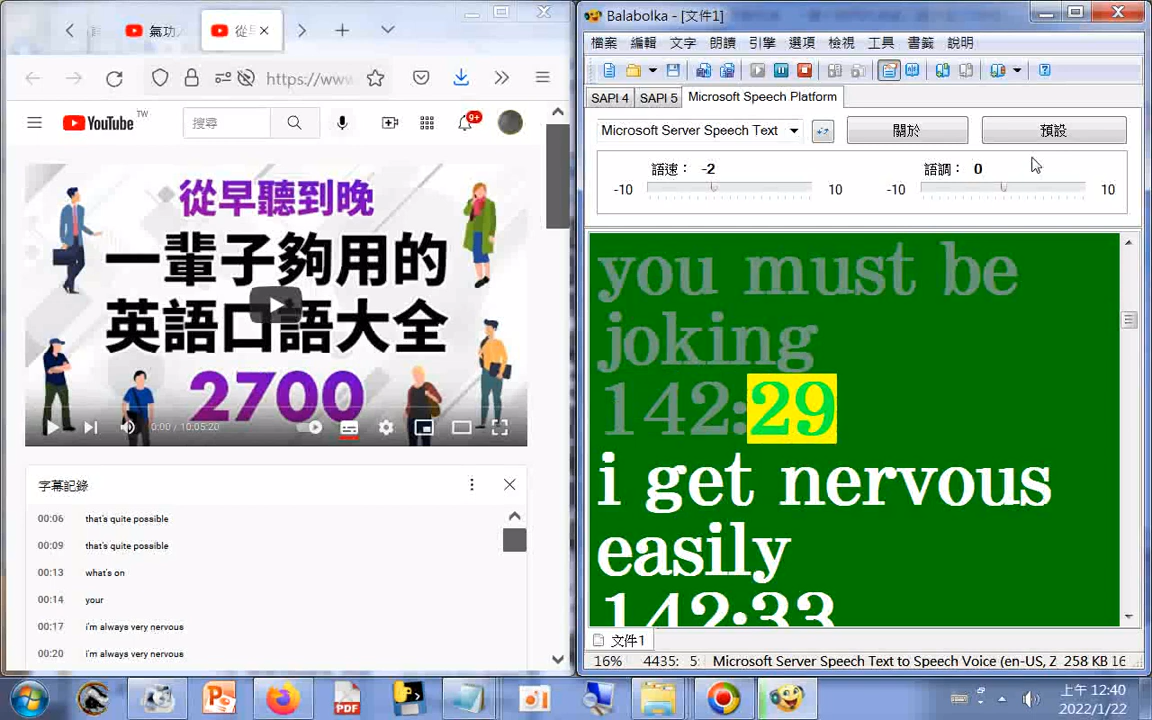 氣功
從
https://www
YouTube TW
搜尋
9+
從早聽到晚
一輩子夠用的
英語口語大全
2700
0:00 / 10:05:20
字幕記錄
00:06 that's quite possible
00:09 that's quite possible
00:13 what's on
00:14 your
00:17 i'm always very nervous
00:20 i'm always very nervous
Balabolka - [文件1]
檔案 編輯 文字 朗讀 引擎 選項 檢視 工具 書籤 說明
SAPI 4 SAPI 5 Microsoft Speech Platform
Microsoft Server Speech Text 關於 預設
語速： -2 語調： 0
-10 10 -10 10
you must be
joking
142:29
i get nervous
easily
142:33
文件1
16% 4435: 5: Microsoft Server Speech Text to Speech Voice (en-US, Z 258 KB 16
上午 12:40
2022/1/22